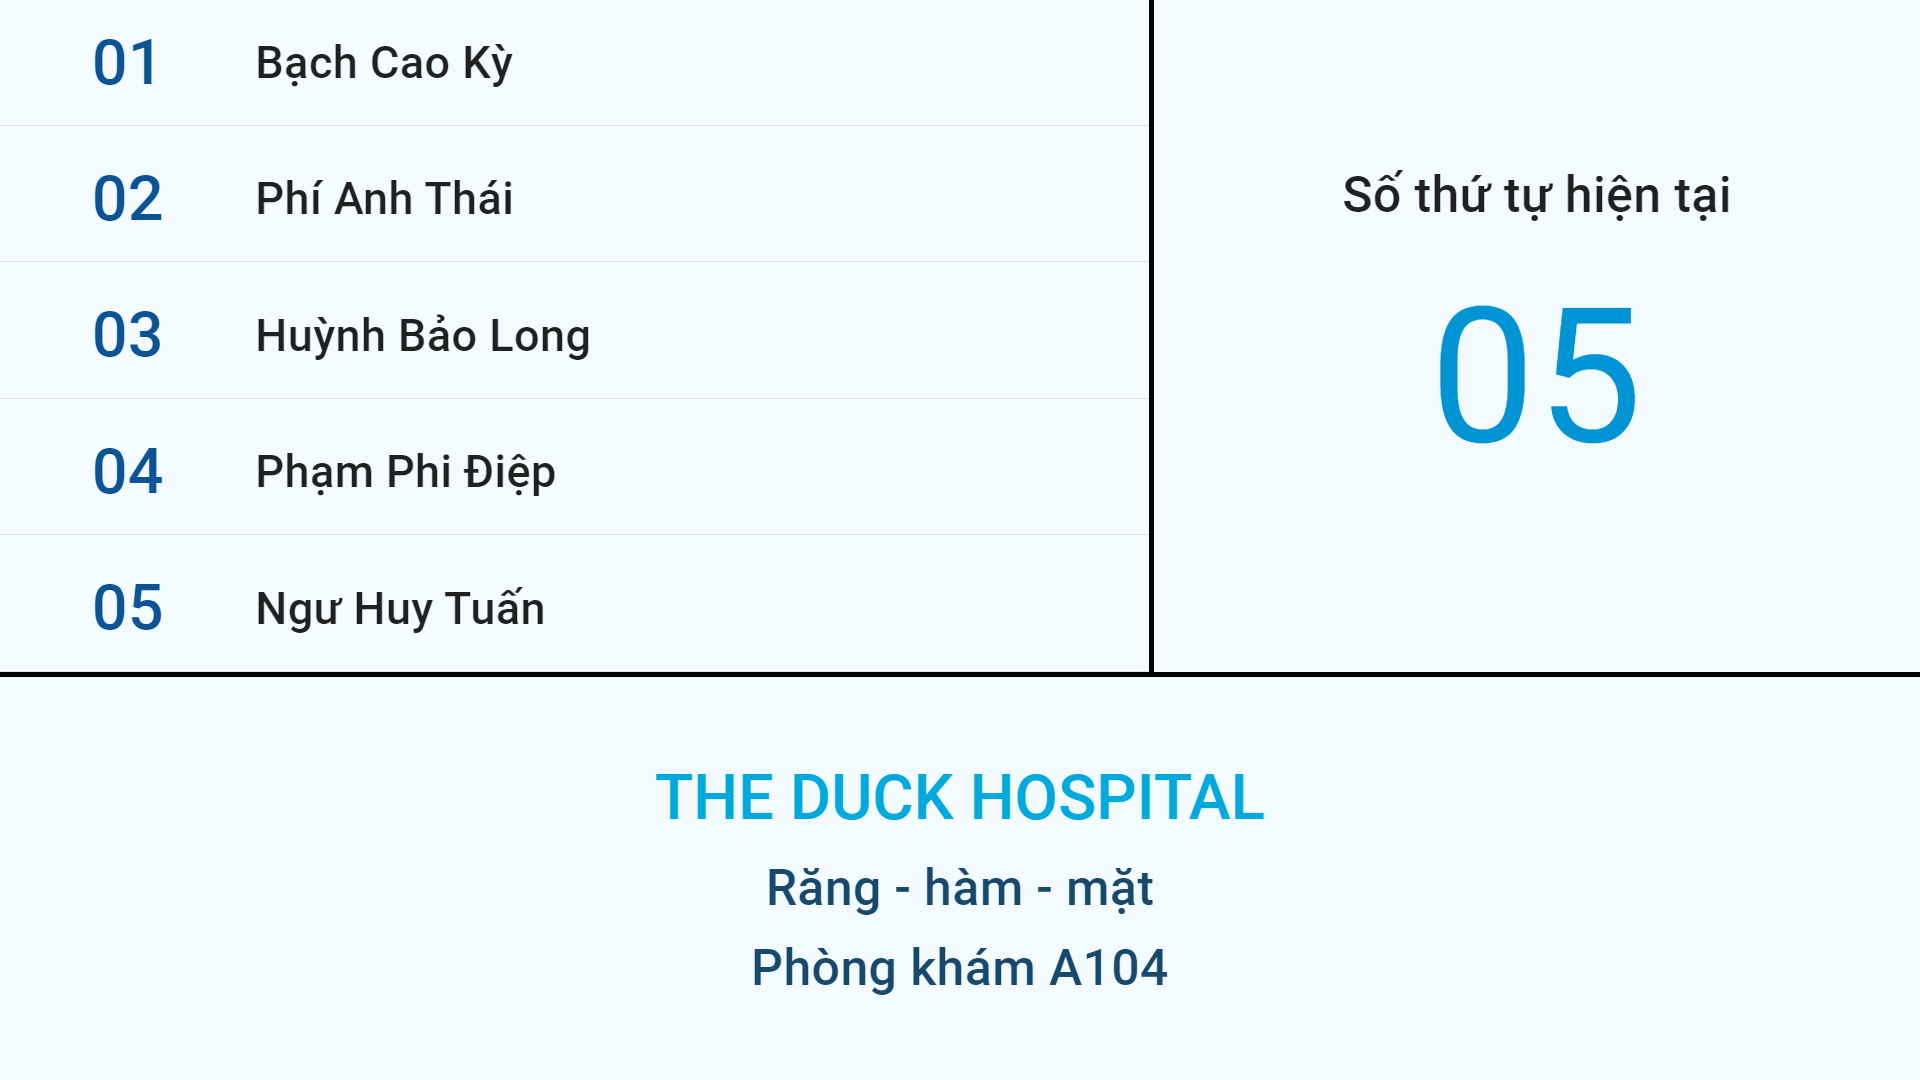 01 Bạch Cao Kỳ
02 Phí Anh Thái
03 Huỳnh Bảo Long
04 Phạm Phi Điệp
05 Ngư Huy Tuấn
Số thứ tự hiện tại
05
THE DUCK HOSPITAL
Răng - hàm - mặt
Phòng khám A104